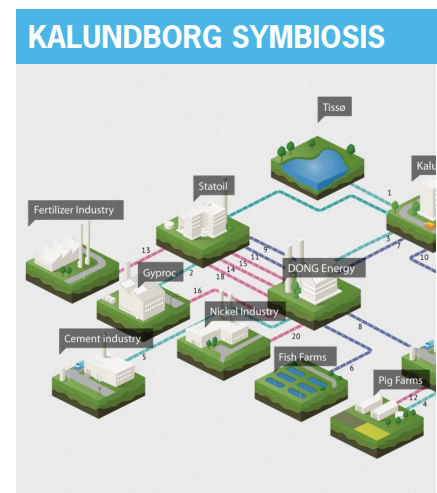 KALUNDBORG SYMBIOSIS
Tissø
Kalu
Statoil
1
Fertilizer Industry
13
9
3
7
11
10
15
Gyproc
2
14
DONG Energy
18
16
Nickel Industry
8
Cement industry
20
5
Fish Farms
6
Pig Farms
12
4